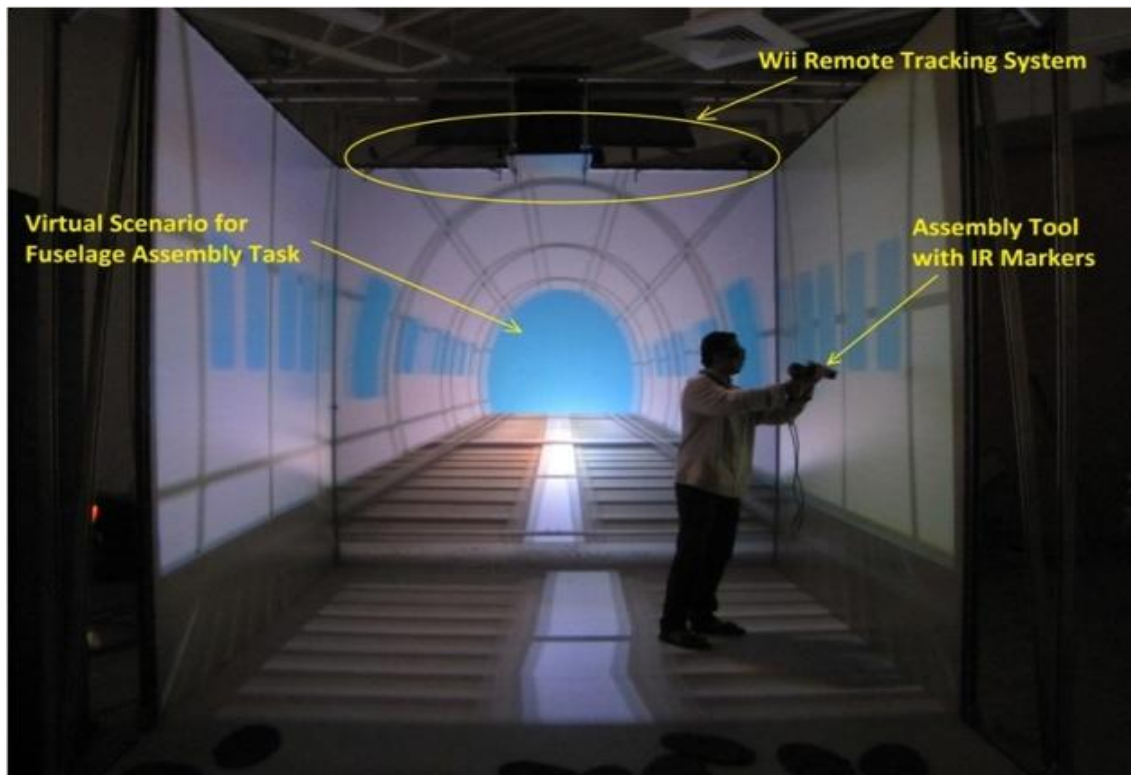 Wii Remote Tracking System
Virtual Scenario for
Fuselage Assembly Task
Assembly Tool
with IR Markers